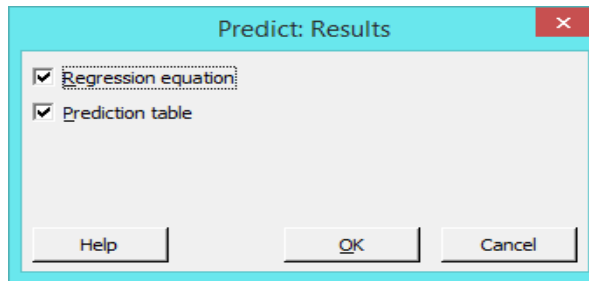 Predict: Results
Regression equation
Prediction table
Help OK Cancel